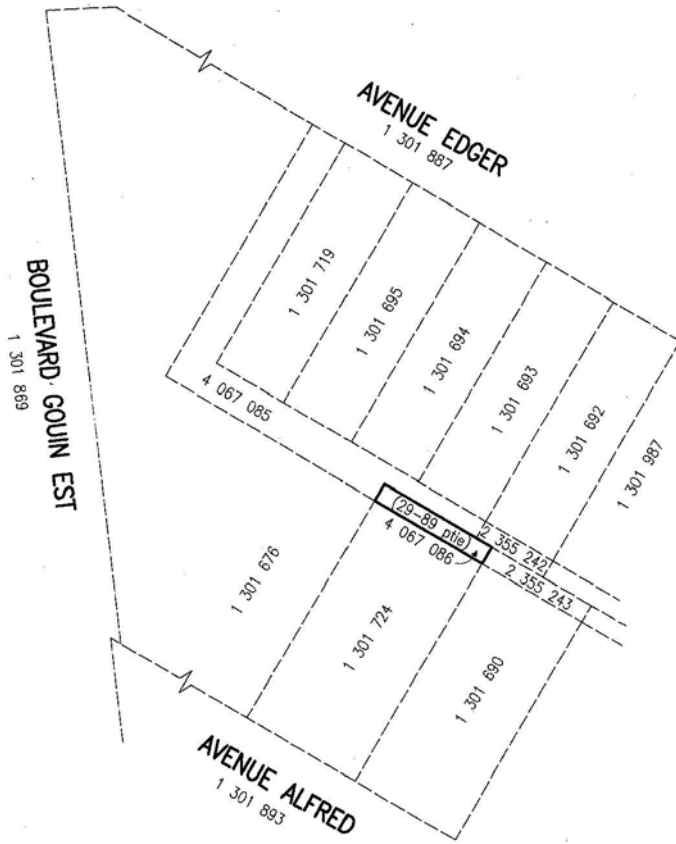 AVENUE EDGER
1 301 887
BOULEVARD GOUIN EST
1 301 869
1 301 719
1 301 695
1 301 694
1 301 693
1 301 692
1 301 987
4 067 085
(29-89 ptie)
4 067 086
2 355 242
2 355 243
1 301 676
1 301 724
1 301 690
AVENUE ALFRED
1 301 893